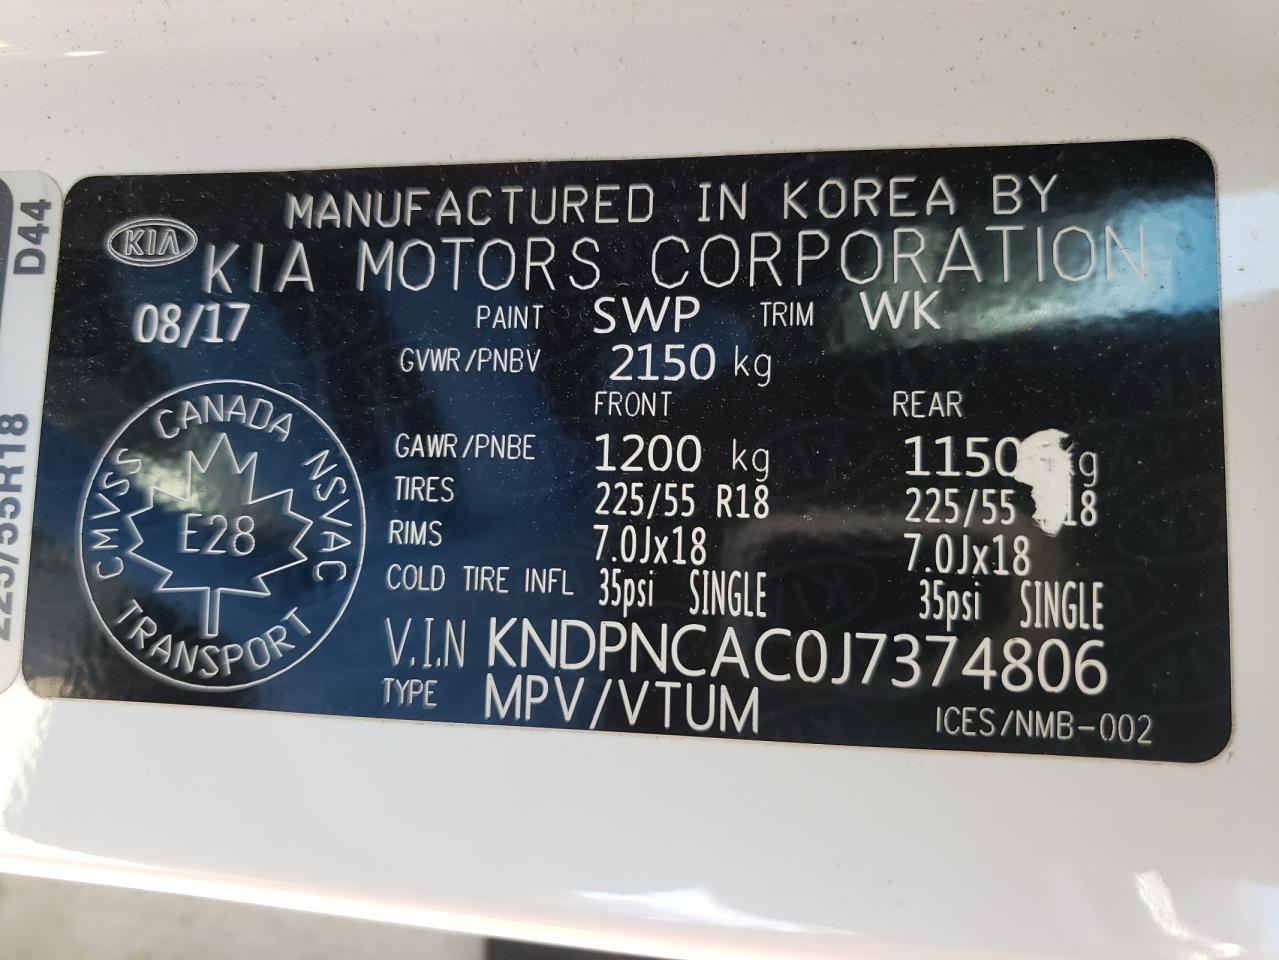 MANUFACTURED IN KOREA BY
KIA
KIA MOTORS CORPORATION
08/17 PAINT SWP TRIM WK
GVWR/PNBV 2150 kg
FRONT REAR
GAWR/PNBE 1200 kg 1150
TIRES 225/55 R18 225/55 18
RIMS 7.0Jx18 7.0Jx18
COLD TIRE INFL 35psi SINGLE 35psi SINGLE
V.I.N KNDPNCAC0J7374806
TYPE MPV/VTUM
ICES/NMB-002
CANADA
CMVSS
NSVAC
E28
TRANSPORT
D44
225/55R18